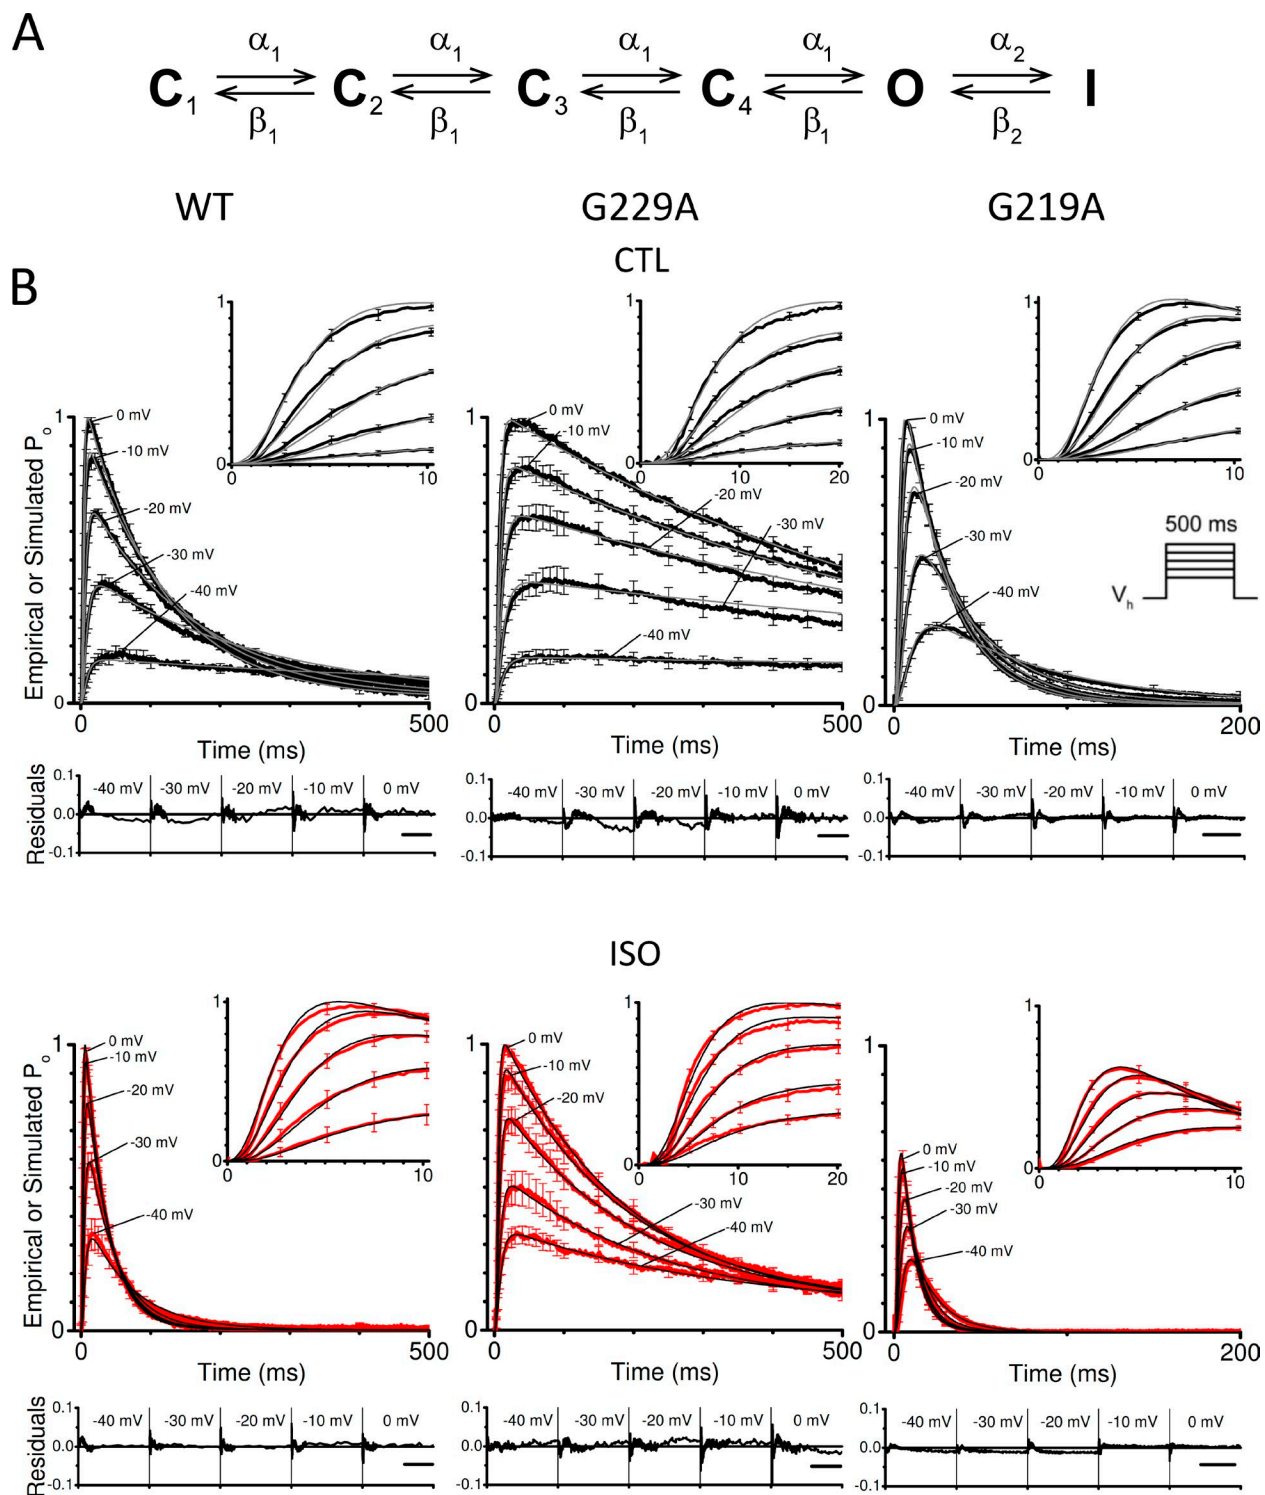 A
α1 α1 α1 α1 α2
C1 C2 C3 C4 O I
β1 β1 β1 β1 β2
WT G229A G219A
CTL
B
1
0
0 10
1
0
0 20
1
0
0 10
Empirical or Simulated Po
1
0
0 mV
-10 mV
-20 mV
-30 mV
-40 mV
0 500
Time (ms)
1
0
0 mV
-10 mV
-20 mV
-30 mV
-40 mV
0 10 20
0 500
Time (ms)
1
0
0 mV
-10 mV
-20 mV
-30 mV
-40 mV
0 200
Time (ms)
500 ms
Vh
Residuals
0.1
0.0
-0.1
-40 mV -30 mV -20 mV -10 mV 0 mV
0.1
0.0
-0.1
-40 mV -30 mV -20 mV -10 mV 0 mV
0.1
0.0
-0.1
-40 mV -30 mV -20 mV -10 mV 0 mV
ISO
1
0
0 10
1
0
0 10 20
1
0
0 10
Empirical or Simulated Po
1
0
0 mV
-10 mV
-20 mV
-30 mV
-40 mV
0 500
Time (ms)
1
0
0 mV
-10 mV
-20 mV
-30 mV
-40 mV
0 500
Time (ms)
1
0
0 mV
-10 mV
-20 mV
-30 mV
-40 mV
0 200
Time (ms)
Residuals
0.1
0.0
-0.1
-40 mV -30 mV -20 mV -10 mV 0 mV
0.1
0.0
-0.1
-40 mV -30 mV -20 mV -10 mV 0 mV
0.1
0.0
-0.1
-40 mV -30 mV -20 mV -10 mV 0 mV